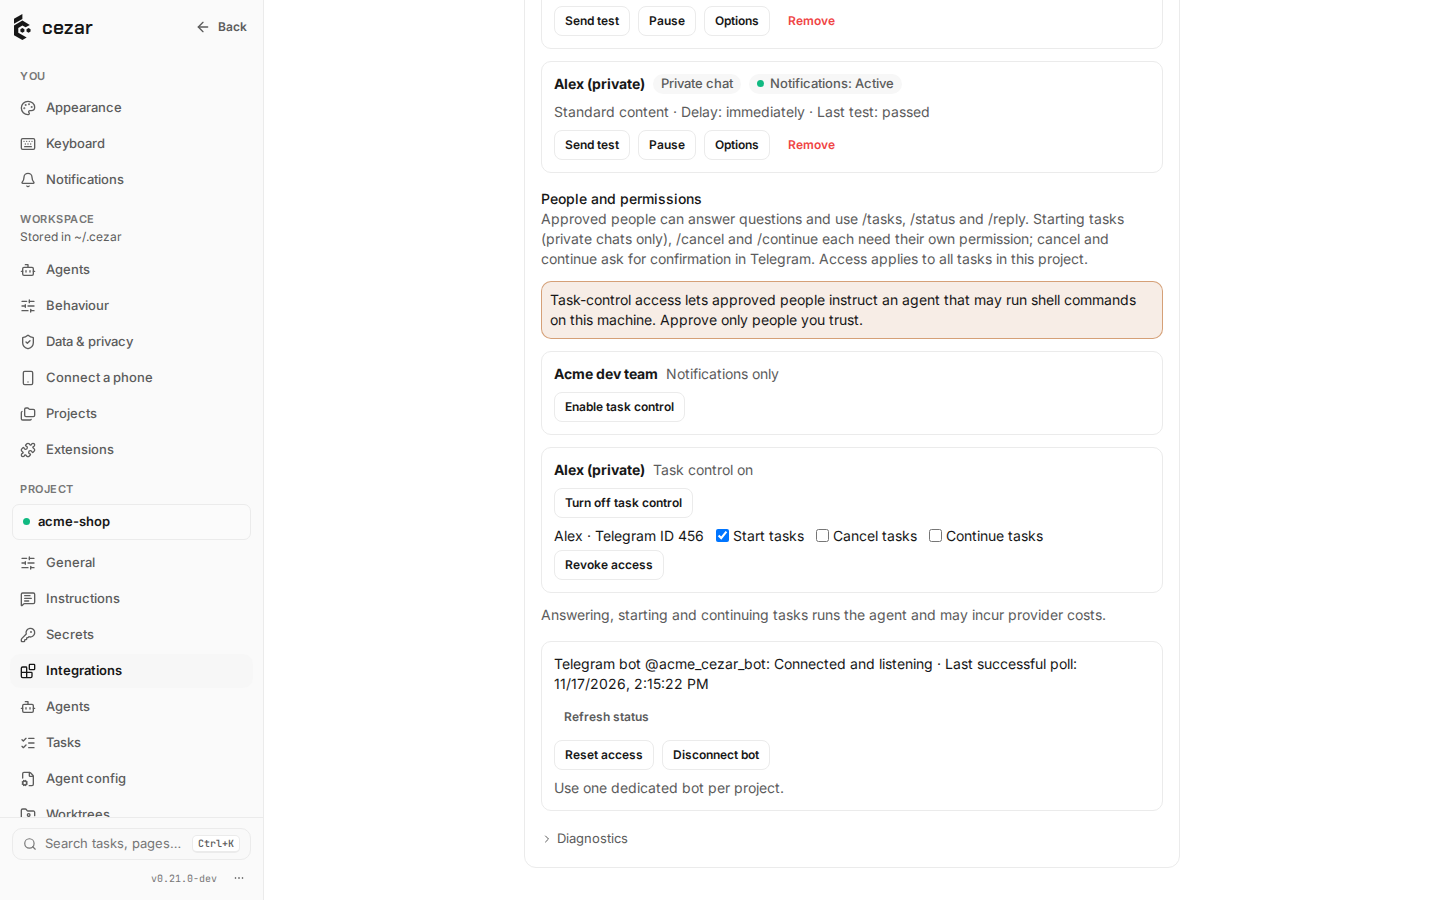 cezar
Back
YOU
Appearance
Keyboard
Notifications
WORKSPACE
Stored in ~/.cezar
Agents
Behaviour
Data & privacy
Connect a phone
Projects
Extensions
PROJECT
acme-shop
General
Instructions
Secrets
Integrations
Agents
Tasks
Agent config
Worktrees
Search tasks, pages...
Ctrl+K
v0.21.0-dev
Send test Pause Options Remove
Alex (private) Private chat Notifications: Active
Standard content · Delay: immediately · Last test: passed
Send test Pause Options Remove
People and permissions
Approved people can answer questions and use /tasks, /status and /reply. Starting tasks
(private chats only), /cancel and /continue each need their own permission; cancel and
continue ask for confirmation in Telegram. Access applies to all tasks in this project.
Task-control access lets approved people instruct an agent that may run shell commands
on this machine. Approve only people you trust.
Acme dev team Notifications only
Enable task control
Alex (private) Task control on
Turn off task control
Alex · Telegram ID 456 Start tasks Cancel tasks Continue tasks
Revoke access
Answering, starting and continuing tasks runs the agent and may incur provider costs.
Telegram bot @acme_cezar_bot: Connected and listening · Last successful poll:
11/17/2026, 2:15:22 PM
Refresh status
Reset access Disconnect bot
Use one dedicated bot per project.
Diagnostics